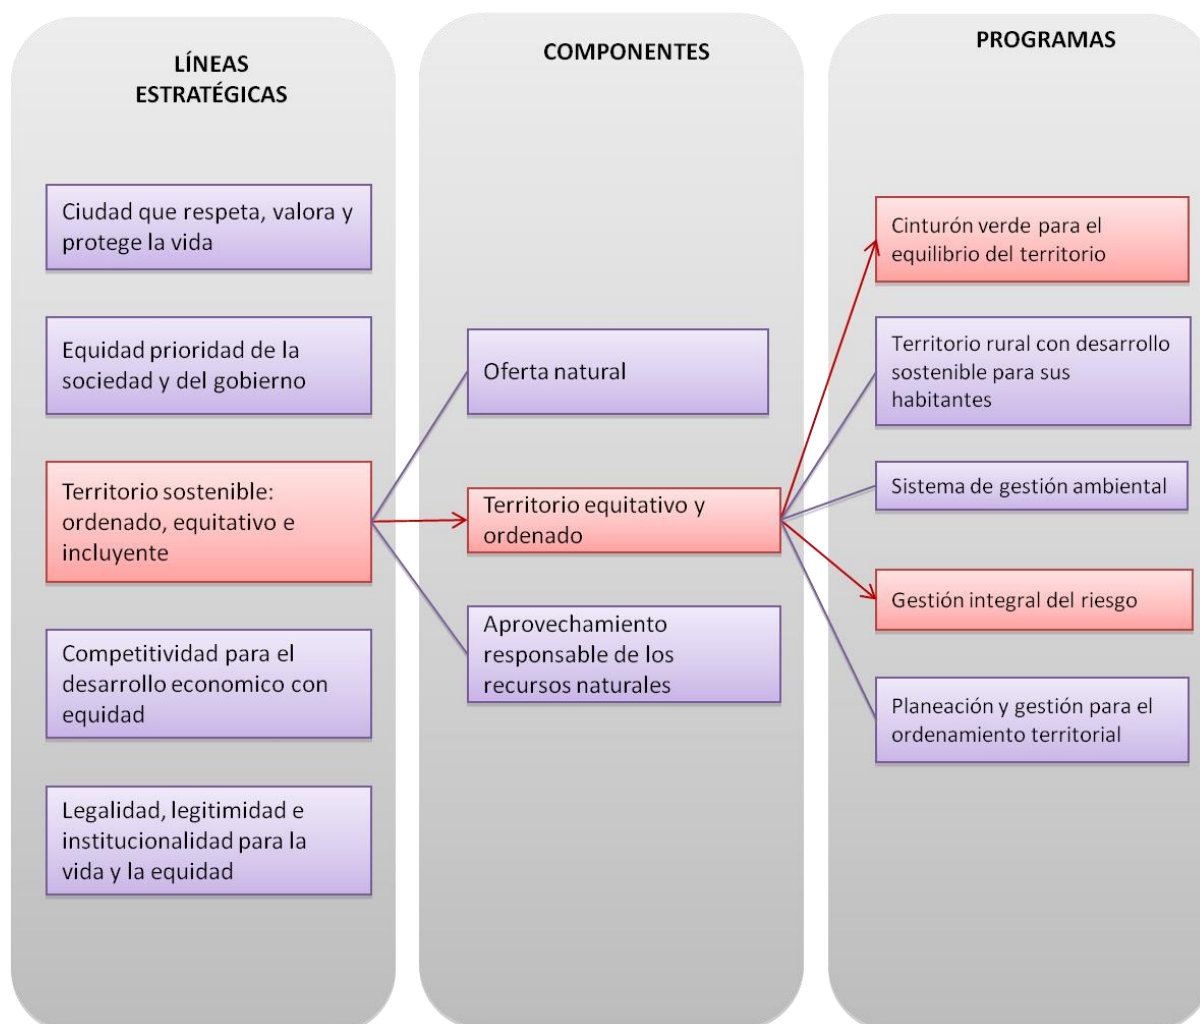 LÍNEAS
ESTRATÉGICAS
Ciudad que respeta, valora y
protege la vida
Equidad prioridad de la
sociedad y del gobierno
Territorio sostenible:
ordenado, equitativo e
incluyente
Competitividad para el
desarrollo economico con
equidad
Legalidad, legitimidad e
institucionalidad para la
vida y la equidad
COMPONENTES
Oferta natural
Territorio equitativo y
ordenado
Aprovechamiento
responsable de los
recursos naturales
PROGRAMAS
Cinturón verde para el
equilibrio del territorio
Territorio rural con desarrollo
sostenible para sus
habitantes
Sistema de gestión ambiental
Gestión integral del riesgo
Planeación y gestión para el
ordenamiento territorial